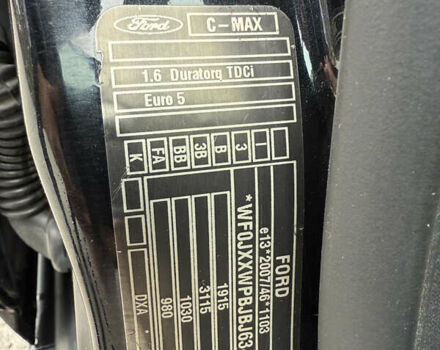 Ford C-MAX
1.6 Duratorq TDCi
Euro 5
K FA BB 3B B 3 I
FORD
e13*2007/46*1103
*WF0JXXWPBJBJ63
1915
3115
1030
980
DXA